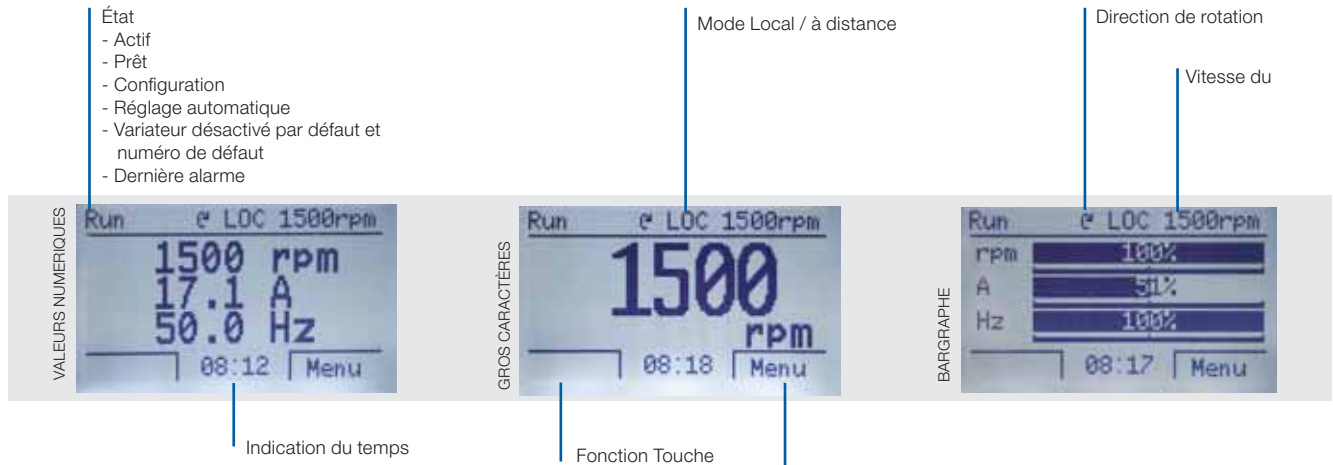 État
- Actif
- Prêt
- Configuration
- Réglage automatique
- Variateur désactivé par défaut et
numéro de défaut
- Dernière alarme
Mode Local / à distance
Direction de rotation
Vitesse du
VALEURS NUMERIQUES
Run LOC 1500rpm
1500 rpm
17.1 A
50.0 Hz
08:12 Menu
GROS CARACTÈRES
Run LOC 1500rpm
1500
rpm
08:18 Menu
BARGRAPHE
Run LOC 1500rpm
rpm 100%
A 51%
Hz 100%
08:17 Menu
Indication du temps
Fonction Touche